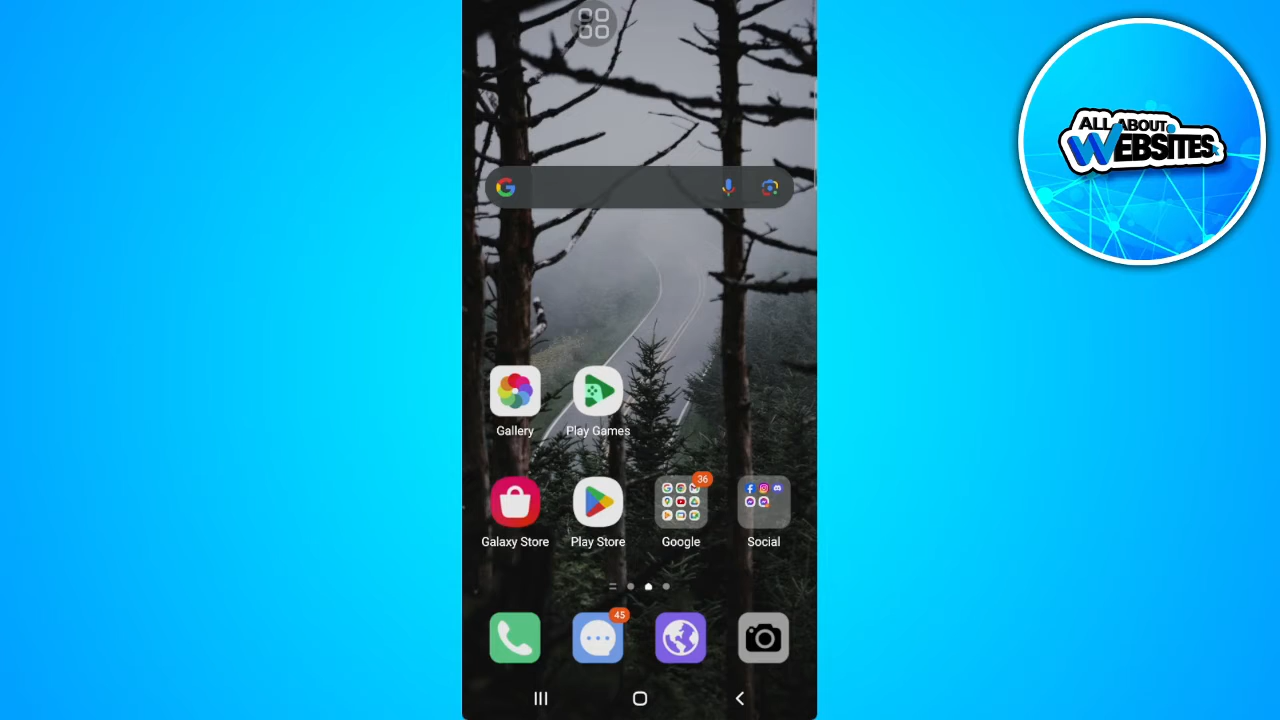 ALL ABOUT
WEBSITES
Gallery
Play Games
36
Galaxy Store
Play Store
Google
Social
45